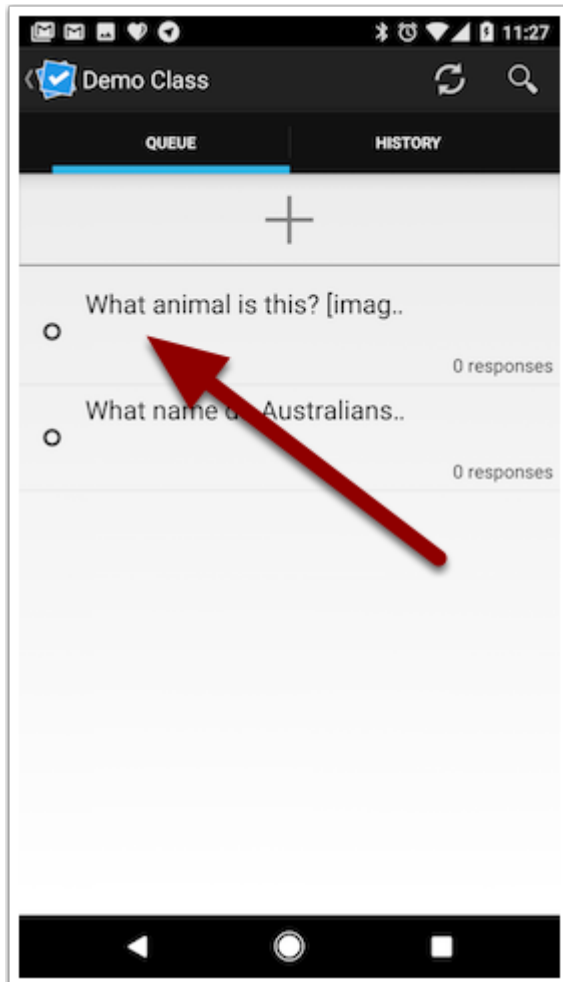 11:27
Demo Class
QUEUE HISTORY
What animal is this? [imag..
0 responses
What name Australians..
0 responses